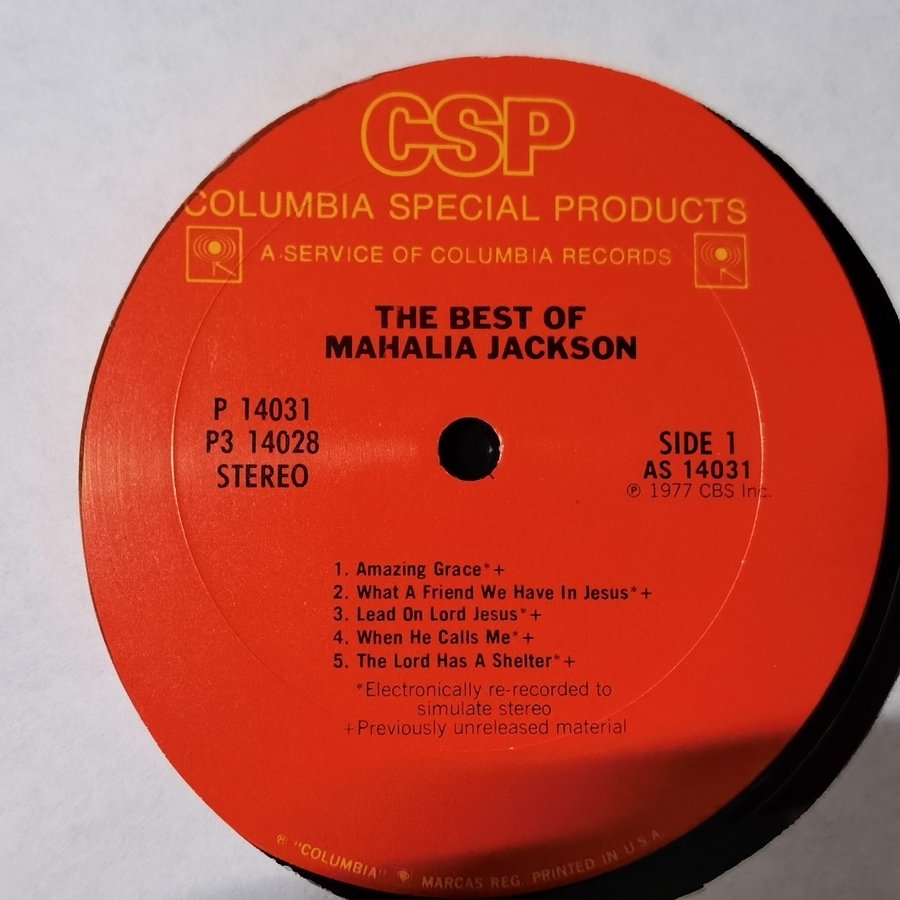 CSP
COLUMBIA SPECIAL PRODUCTS
A SERVICE OF COLUMBIA RECORDS
THE BEST OF
MAHALIA JACKSON
P 14031
P3 14028
STEREO
SIDE 1
AS 14031
℗ 1977 CBS Inc.
1. Amazing Grace*+
2. What A Friend We Have In Jesus*+
3. Lead On Lord Jesus*+
4. When He Calls Me*+
5. The Lord Has A Shelter*+
*Electronically re-recorded to
simulate stereo
+Previously unreleased material
® "COLUMBIA" MARCAS REG. PRINTED IN U.S.A.